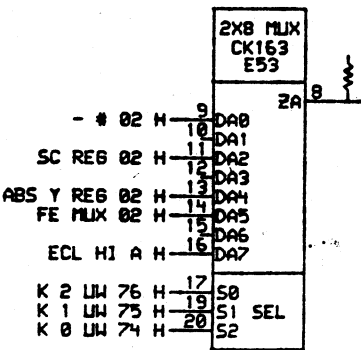 2X8 MUX
CK163
E53
ZA 8
- # 02 H 9 DA0
10 DA1
SC REG 02 H 11 DA2
12 DA3
ABS Y REG 02 H 13 DA4
FE MUX 02 H 14 DA5
15 DA6
ECL HI A H 16 DA7
K 2 UW 76 H 17 S0
K 1 UW 75 H 19 S1 SEL
K 0 UW 74 H 20 S2